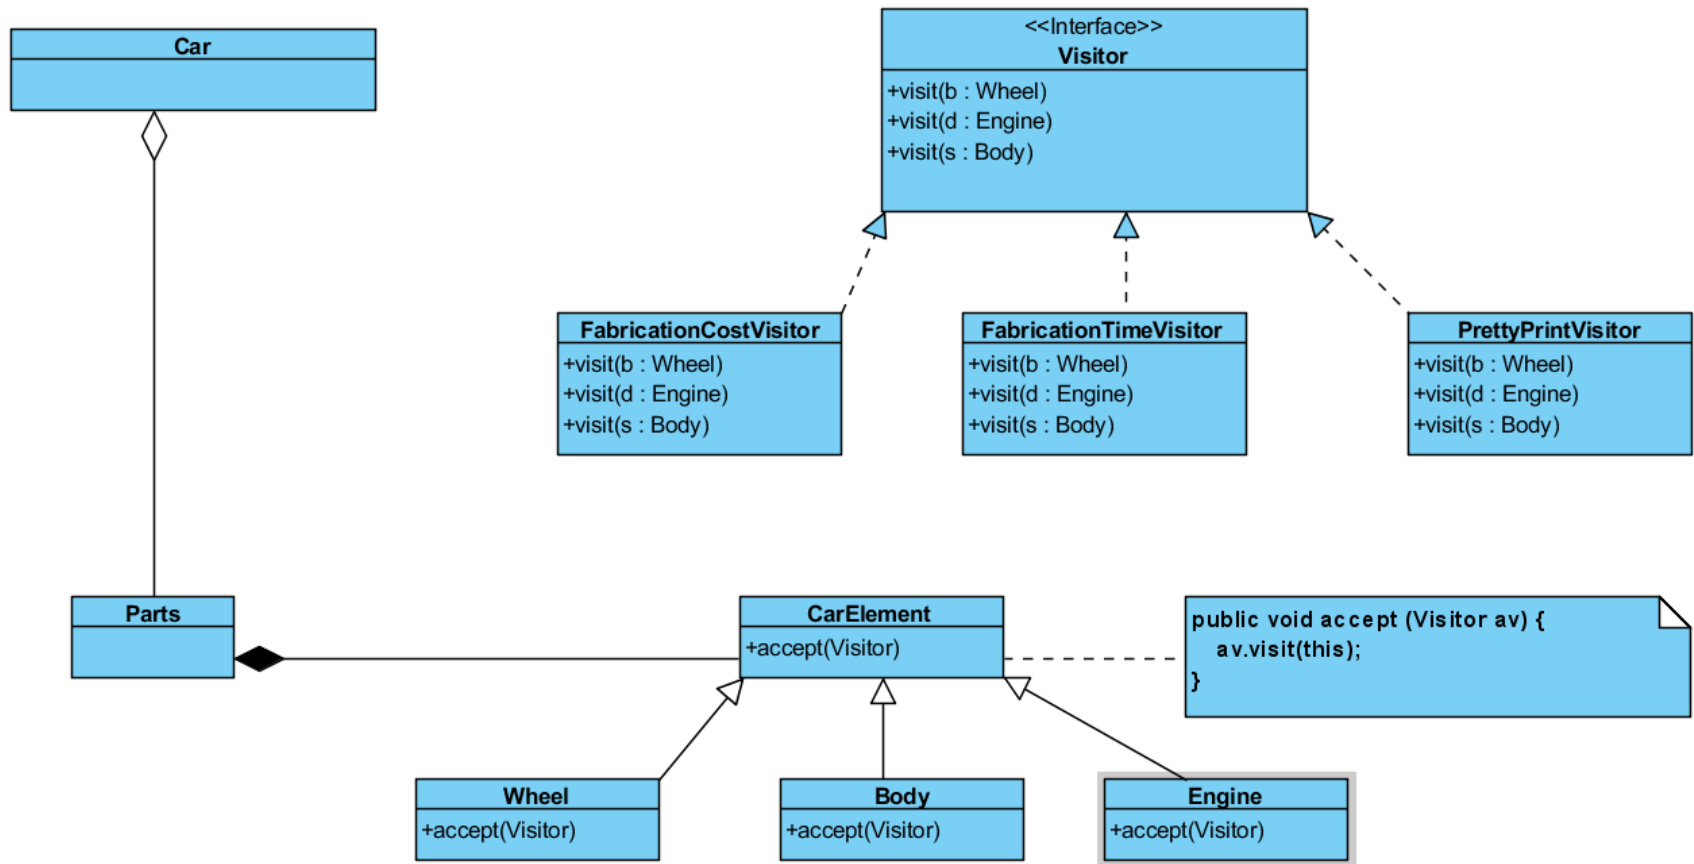 Car
<<Interface>>
Visitor
+visit(b : Wheel)
+visit(d : Engine)
+visit(s : Body)
FabricationCostVisitor
+visit(b : Wheel)
+visit(d : Engine)
+visit(s : Body)
FabricationTimeVisitor
+visit(b : Wheel)
+visit(d : Engine)
+visit(s : Body)
PrettyPrintVisitor
+visit(b : Wheel)
+visit(d : Engine)
+visit(s : Body)
Parts
CarElement
+accept(Visitor)
public void accept (Visitor av) {
av.visit(this);
}
Wheel
+accept(Visitor)
Body
+accept(Visitor)
Engine
+accept(Visitor)